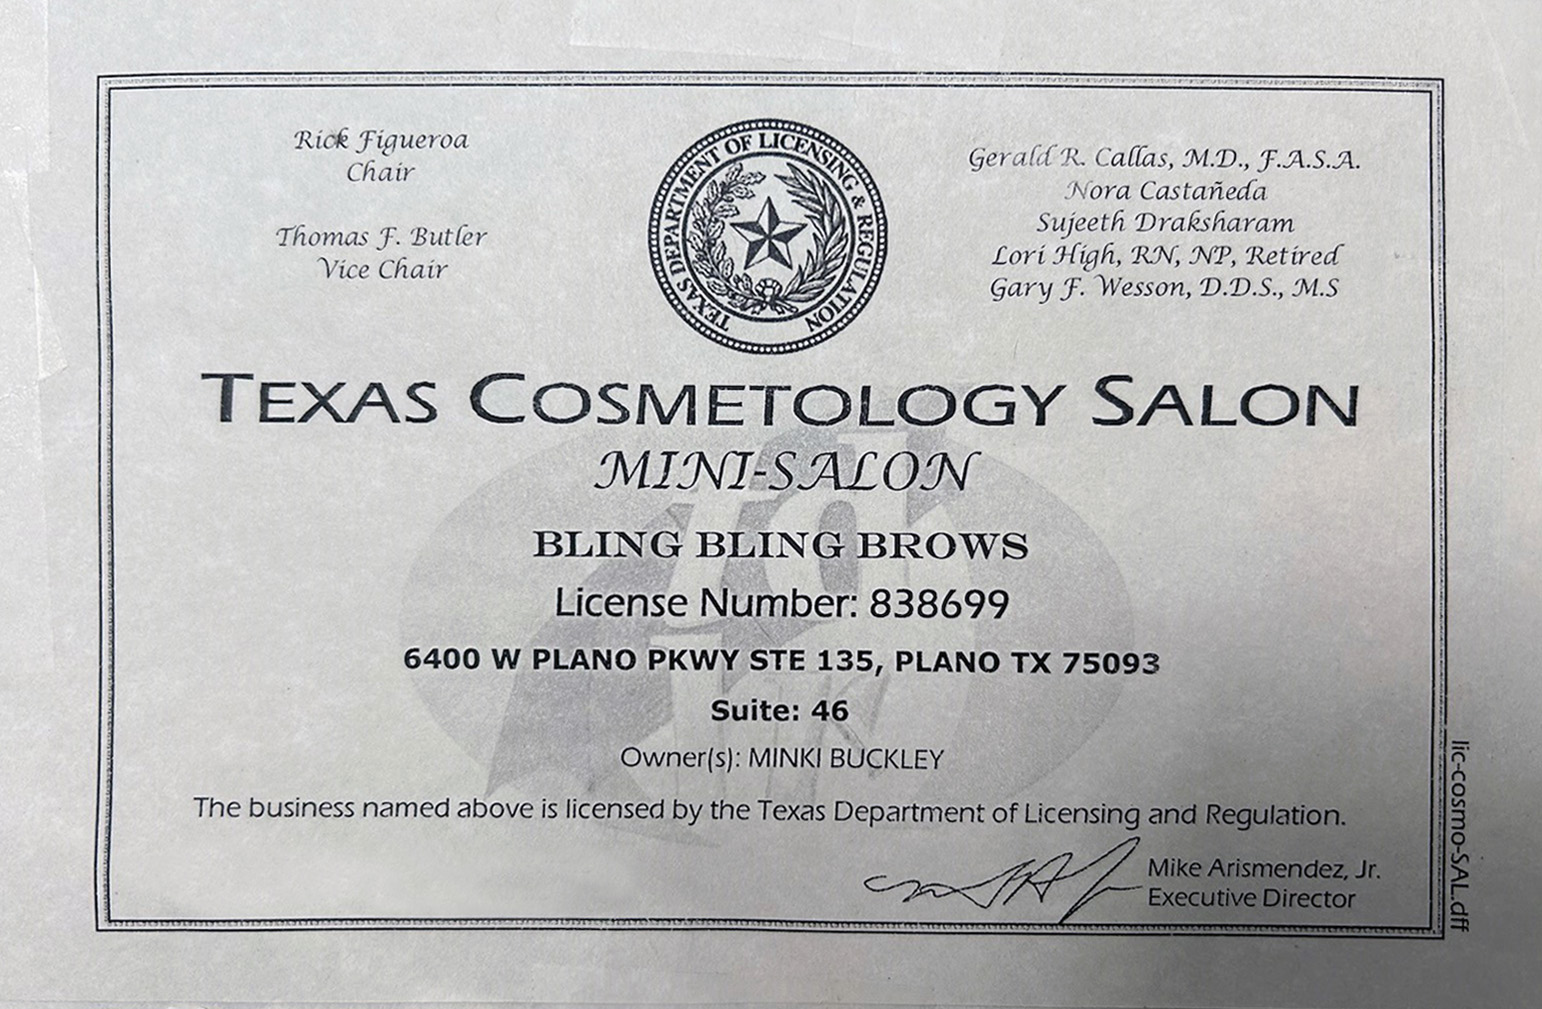 Rick Figueroa
Chair
Thomas F. Butler
Vice Chair
TEXAS DEPARTMENT OF LICENSING & REGULATION
Gerald R. Callas, M.D., F.A.S.A.
Nora Castañeda
Sujeeth Draksharam
Lori High, RN, NP, Retired
Gary F. Wesson, D.D.S., M.S
TEXAS COSMETOLOGY SALON
MINI-SALON
BLING BLING BROWS
License Number: 838699
6400 W PLANO PKWY STE 135, PLANO TX 75093
Suite: 46
Owner(s): MINKI BUCKLEY
The business named above is licensed by the Texas Department of Licensing and Regulation.
Mike Arismendez, Jr.
Executive Director
lic-cosmo-SAL.dff